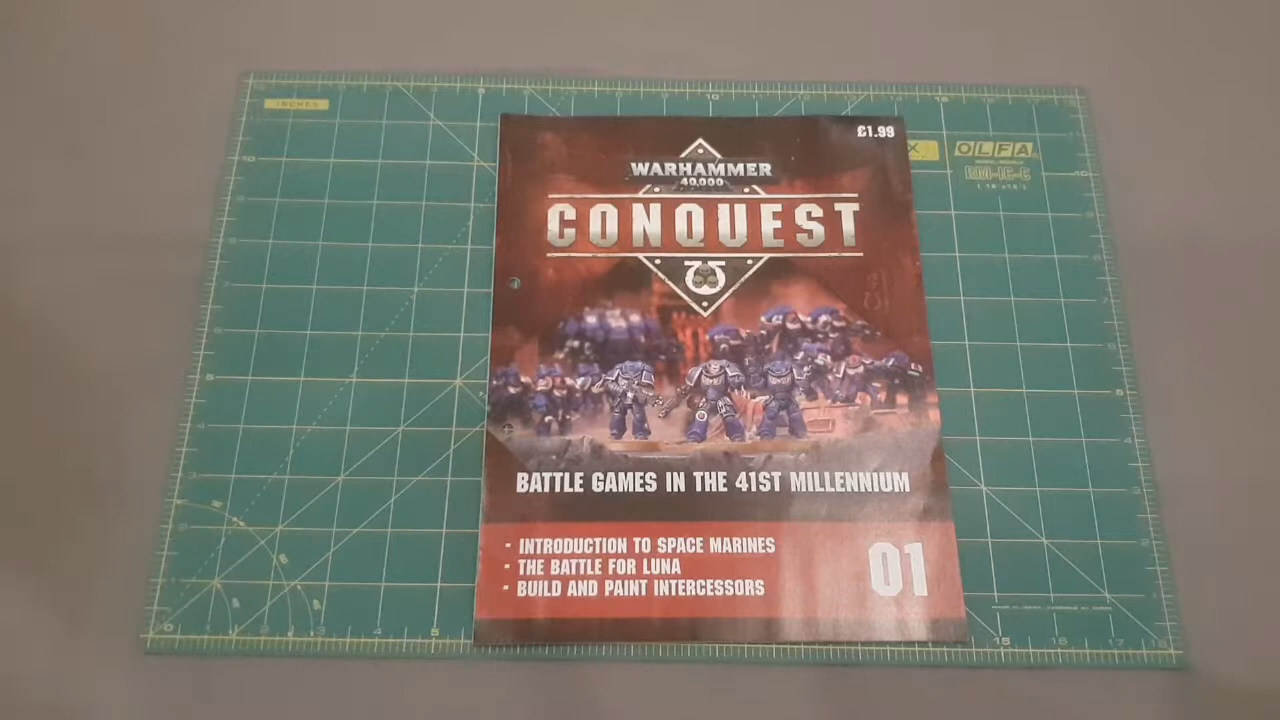 £1.99
INCHES
OLFA
WARHAMMER
40,000
CONQUEST
BATTLE GAMES IN THE 41ST MILLENNIUM
- INTRODUCTION TO SPACE MARINES
- THE BATTLE FOR LUNA
- BUILD AND PAINT INTERCESSORS
01